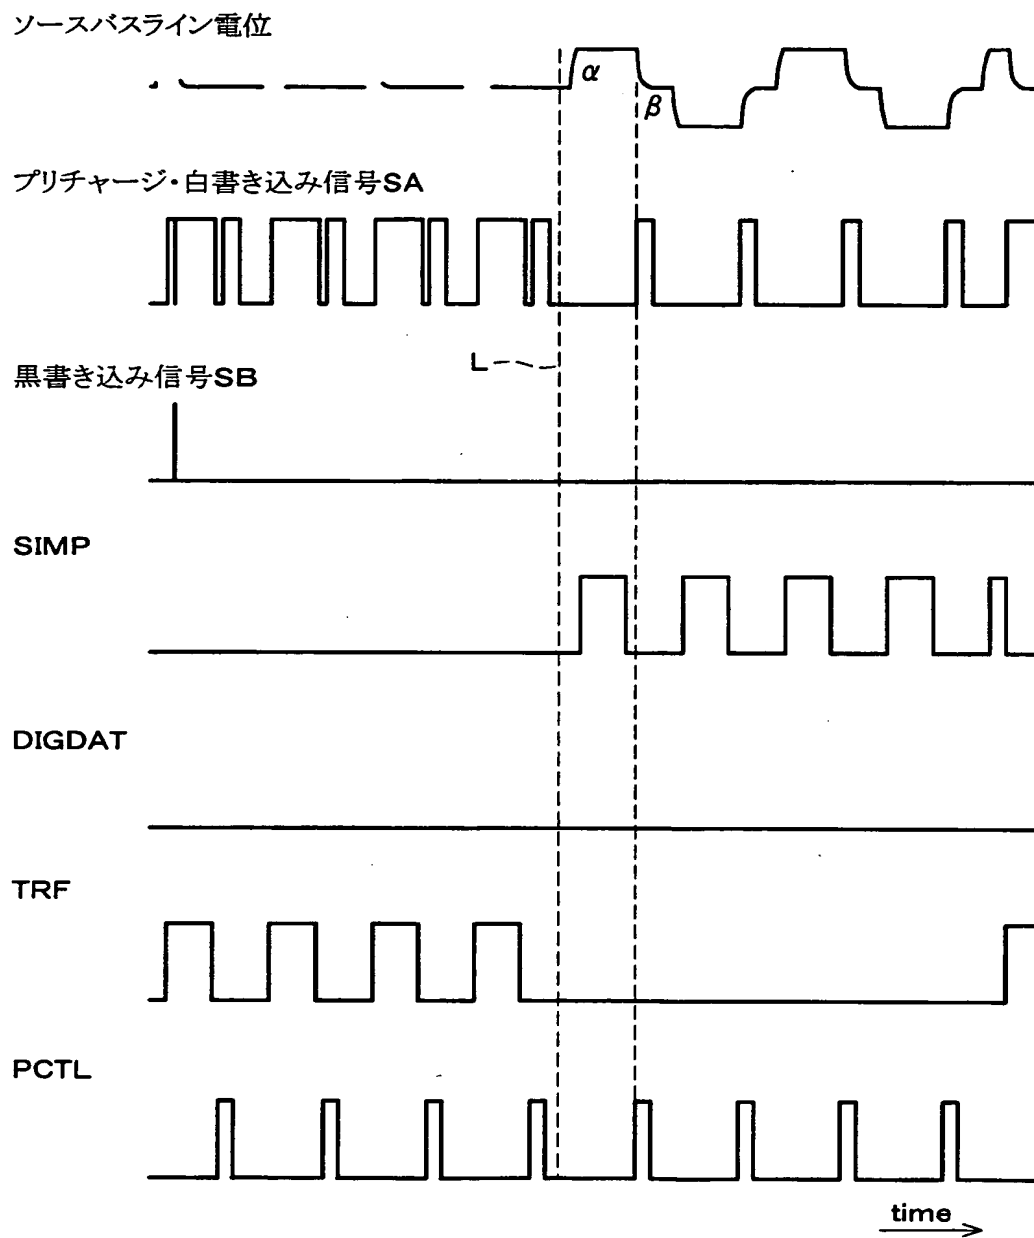 ソースバスライン電位
α
β
プリチャージ・白書き込み信号SA
L
黒書き込み信号SB
SIMP
DIGDAT
TRF
PCTL
time